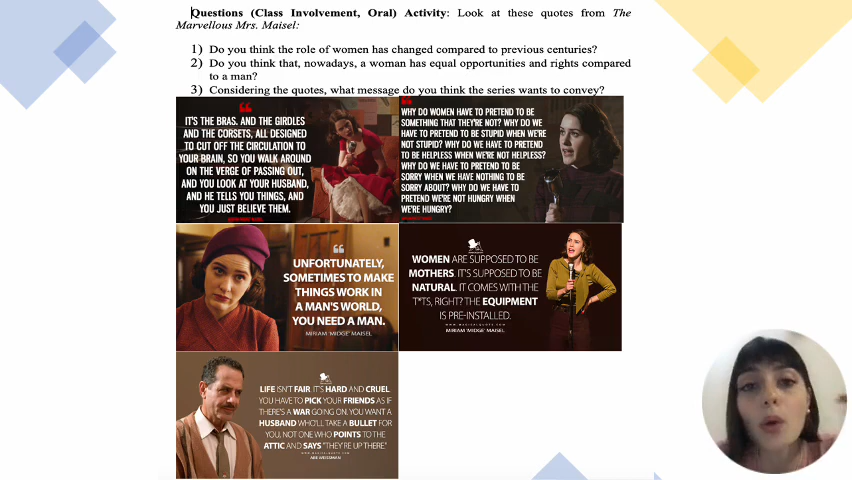 Questions (Class Involvement, Oral) Activity: Look at these quotes from The
Marvellous Mrs. Maisel:
1) Do you think the role of women has changed compared to previous centuries?
2) Do you think that, nowadays, a woman has equal opportunities and rights compared
to a man?
3) Considering the quotes, what message do you think the series wants to convey?
IT'S THE BRAS. AND THE GIRDLES
AND THE CORSETS, ALL DESIGNED
TO CUT OFF THE CIRCULATION TO
YOUR BRAIN, SO YOU WALK AROUND
ON THE VERGE OF PASSING OUT,
AND YOU LOOK AT YOUR HUSBAND,
AND HE TELLS YOU THINGS, AND
YOU JUST BELIEVE THEM.
WHY DO WOMEN HAVE TO PRETEND TO BE
SOMETHING THAT THEY'RE NOT? WHY DO WE
HAVE TO PRETEND TO BE STUPID WHEN WE'RE
NOT STUPID? WHY DO WE HAVE TO PRETEND
TO BE HELPLESS WHEN WE'RE NOT HELPLESS?
WHY DO WE HAVE TO PRETEND TO BE
SORRY WHEN WE HAVE NOTHING TO BE
SORRY ABOUT? WHY DO WE HAVE TO
PRETEND WE'RE NOT HUNGRY WHEN
WE'RE HUNGRY?
UNFORTUNATELY,
SOMETIMES TO MAKE
THINGS WORK IN
A MAN'S WORLD,
YOU NEED A MAN.
MIRIAM 'MIDGE' MAISEL
WOMEN ARE SUPPOSED TO BE
MOTHERS. IT'S SUPPOSED TO BE
NATURAL. IT COMES WITH THE
T*TS, RIGHT? THE EQUIPMENT
IS PRE-INSTALLED.
WWW.MAGICALQUOTE.COM
MIRIAM 'MIDGE' MAISEL
LIFE ISN'T FAIR. IT'S HARD AND CRUEL.
YOU HAVE TO PICK YOUR FRIENDS AS IF
THERE'S A WAR GOING ON. YOU WANT A
HUSBAND WHO'LL TAKE A BULLET FOR
YOU, NOT ONE WHO POINTS TO THE
ATTIC AND SAYS "THEY'RE UP THERE"
WWW.MAGICALQUOTE.COM
ABE WEISSMAN